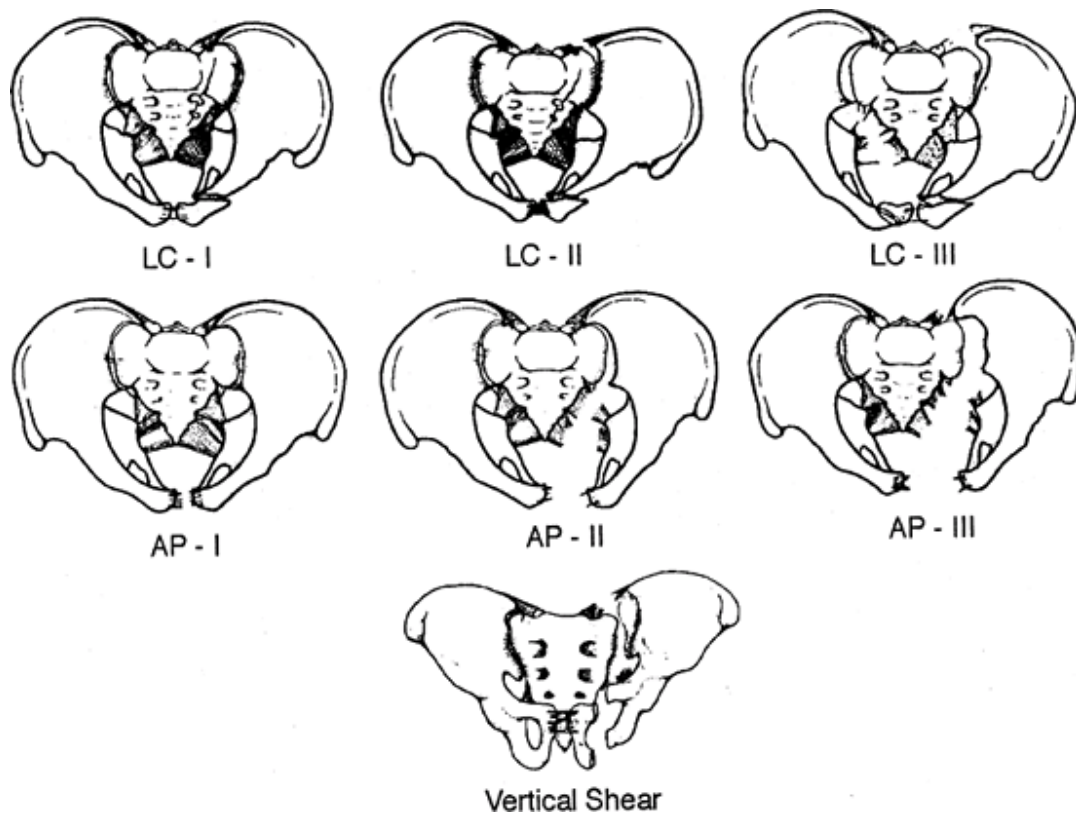 LC - I
LC - II
LC - III
AP - I
AP - II
AP - III
Vertical Shear